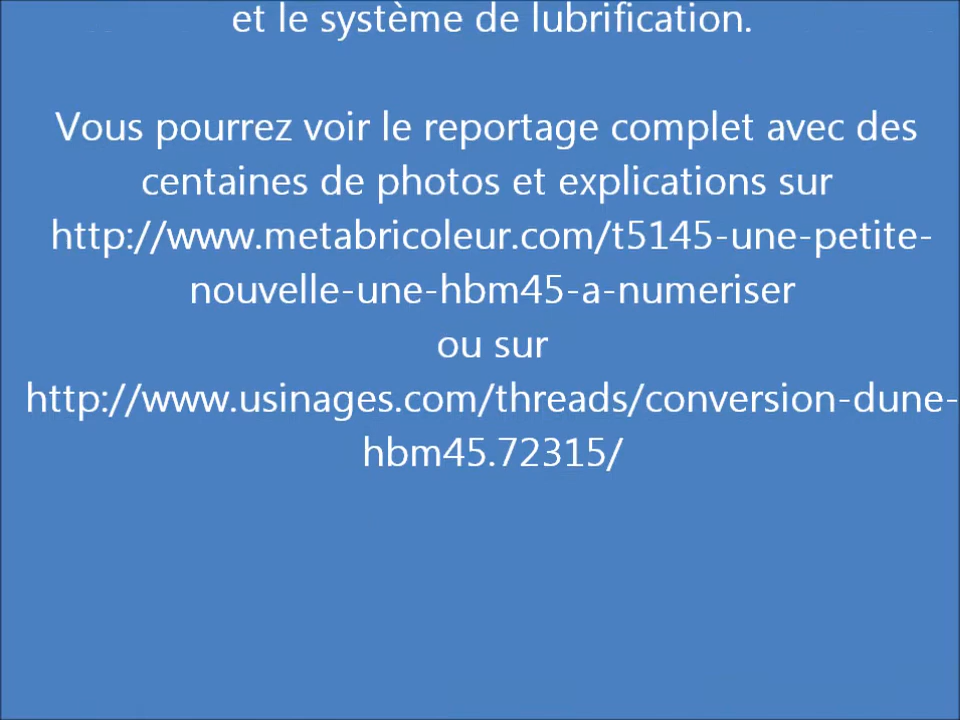 et le système de lubrification.
Vous pourrez voir le reportage complet avec des
centaines de photos et explications sur
http://www.metabricoleur.com/t5145-une-petite-
nouvelle-une-hbm45-a-numeriser
ou sur
http://www.usinages.com/threads/conversion-dune-
hbm45.72315/